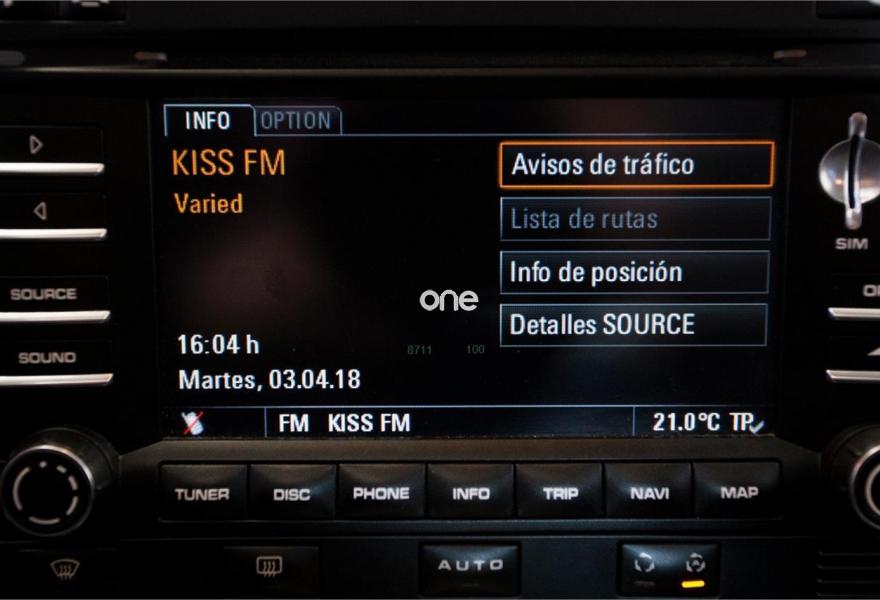 INFO OPTION
KISS FM
Varied
Avisos de tráfico
Lista de rutas
Info de posición
Detalles SOURCE
one
8711 100
16:04 h
Martes, 03.04.18
FM KISS FM 21.0°C TP
SOURCE
SOUND
SIM
TUNER DISC PHONE INFO TRIP NAVI MAP
AUTO